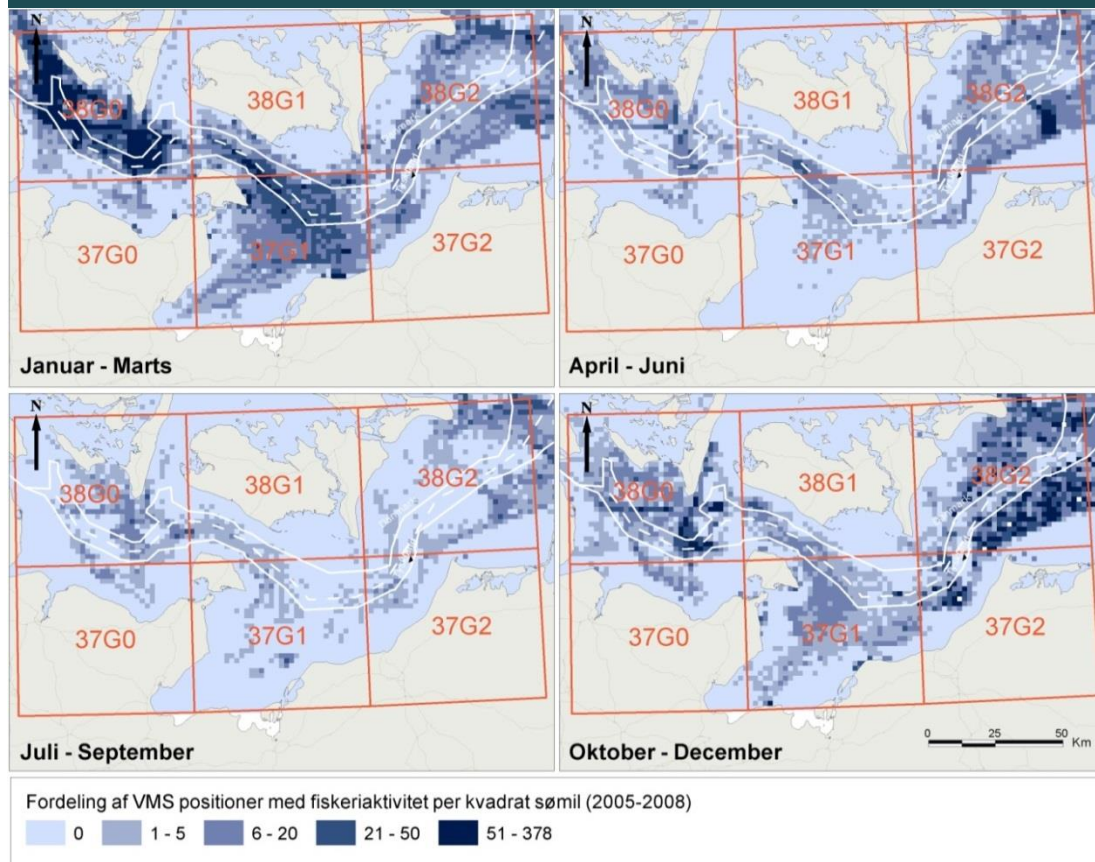 N
38G0
38G1
38G2
37G0
37G1
37G2
Januar - Marts
38G0
38G1
38G2
37G0
37G1
37G2
April - Juni
N
38G0
38G1
38G2
37G0
37G1
37G2
Juli - September
N
38G0
38G1
38G2
37G0
37G1
37G2
0 25 50
Km
Oktober - December
Fordeling af VMS positioner med fiskeriaktivitet per kvadrat sømil (2005-2008)
0 1 - 5 6 - 20 21 - 50 51 - 378